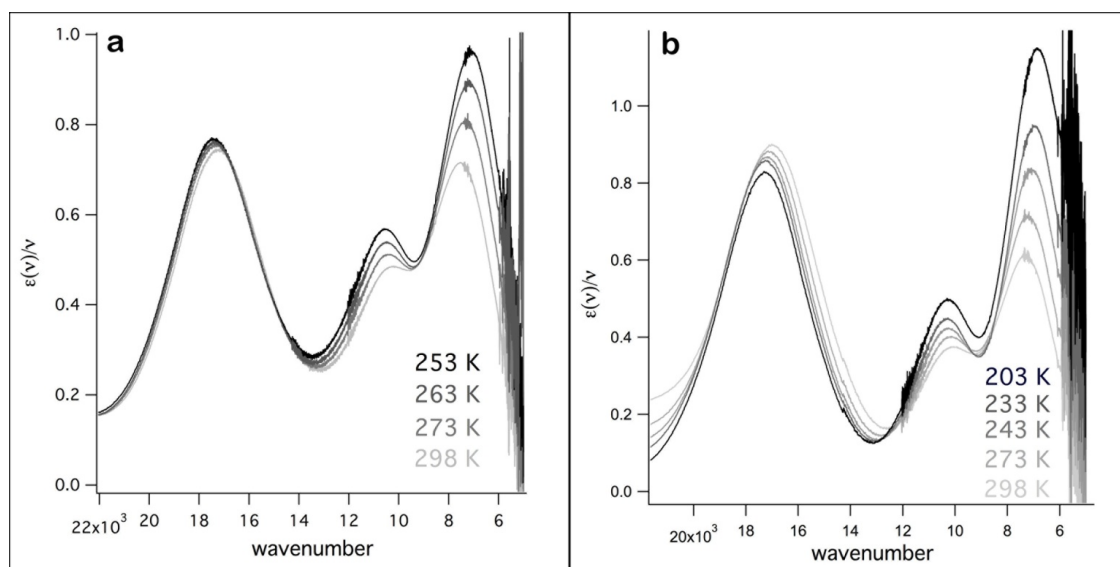 a
1.0
0.8
0.6
0.4
0.2
0.0
ε(ν)/ν
253 K
263 K
273 K
298 K
22x10³ 20 18 16 14 12 10 8 6
wavenumber
b
1.0
0.8
0.6
0.4
0.2
0.0
ε(ν)/ν
203 K
233 K
243 K
273 K
298 K
20x10³ 18 16 14 12 10 8 6
wavenumber